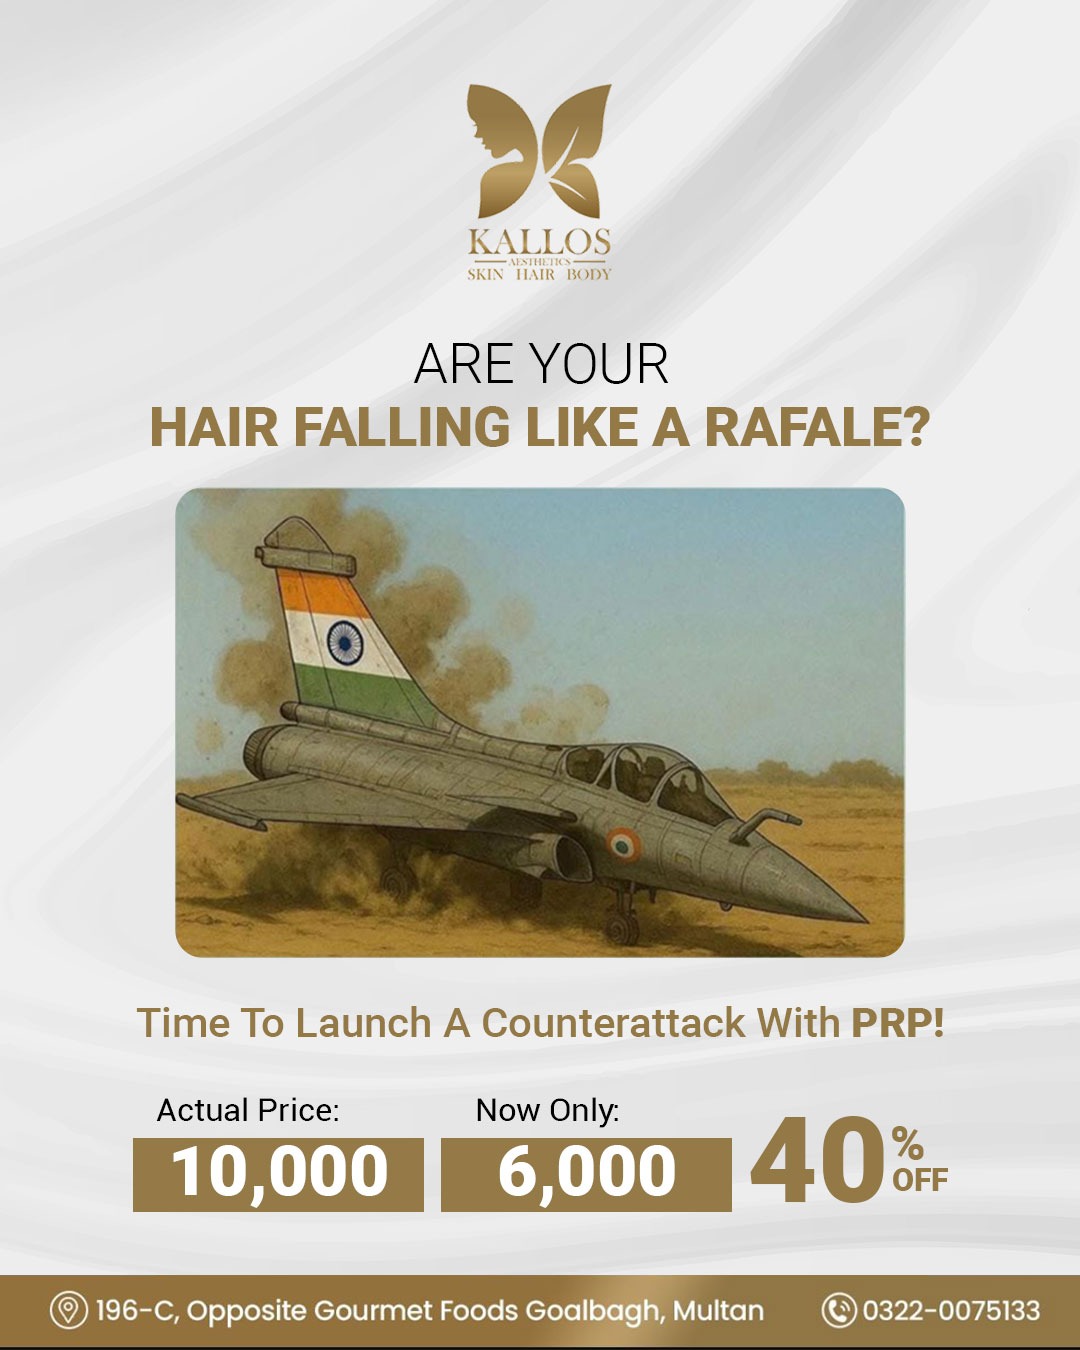 KALLOS
AESTHETICS
SKIN HAIR BODY
ARE YOUR
HAIR FALLING LIKE A RAFALE?
Time To Launch A Counterattack With PRP!
Actual Price:
10,000
Now Only:
6,000
40% OFF
196-C, Opposite Gourmet Foods Goalbagh, Multan
0322-0075133